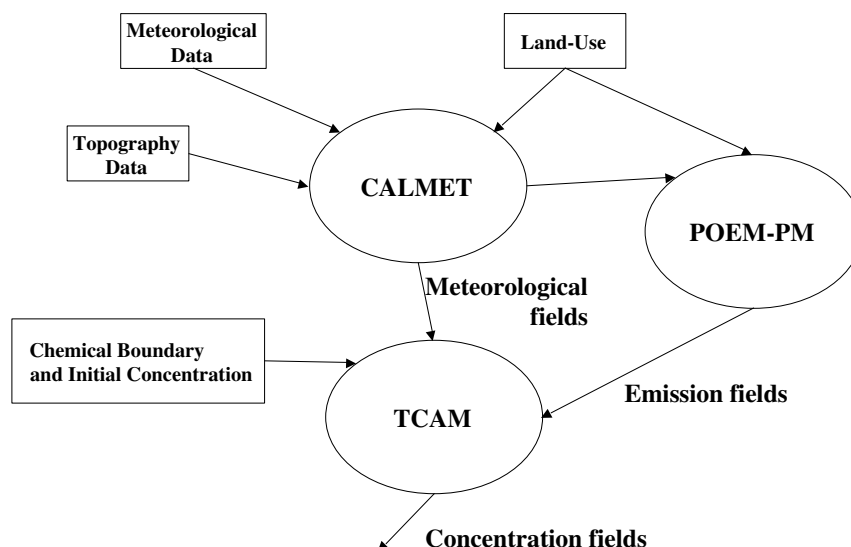 Meteorological
Data
Land-Use
Topography
Data
CALMET
POEM-PM
Meteorological
fields
Chemical Boundary
and Initial Concentration
Emission fields
TCAM
Concentration fields